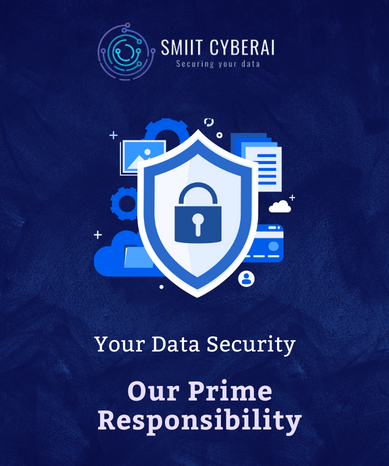 SMIIT CYBERAI
Securing your data
Your Data Security
Our Prime
Responsibility